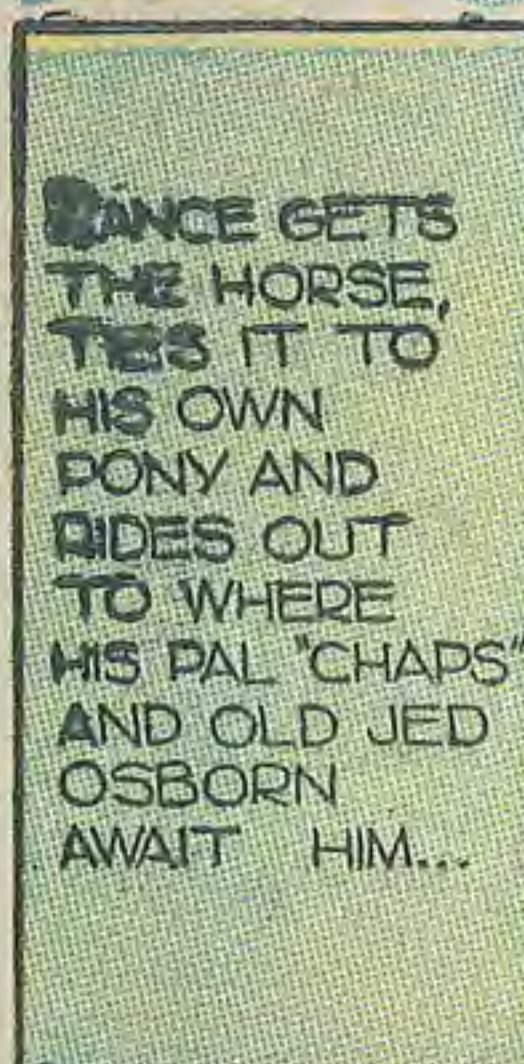 RANCE GETS
THE HORSE,
TIES IT TO
HIS OWN
PONY AND
RIDES OUT
TO WHERE
HIS PAL "CHAPS"
AND OLD JED
OSBORN
AWAIT HIM...